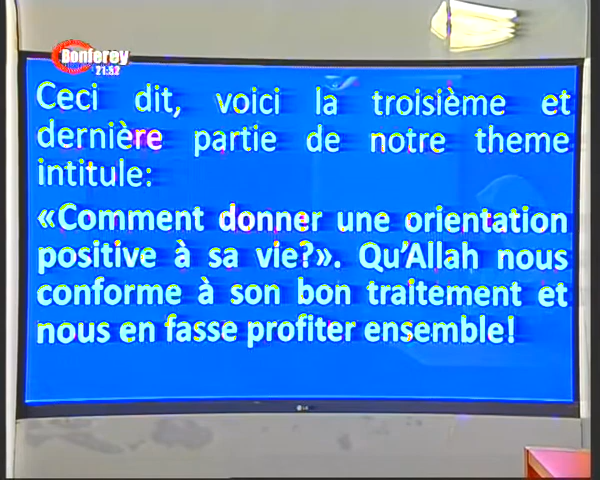 Bonferey
21:52
Ceci dit, voici la troisième et
dernière partie de notre theme
intitule:
«Comment donner une orientation
positive à sa vie?». Qu'Allah nous
conforme à son bon traitement et
nous en fasse profiter ensemble!
LG